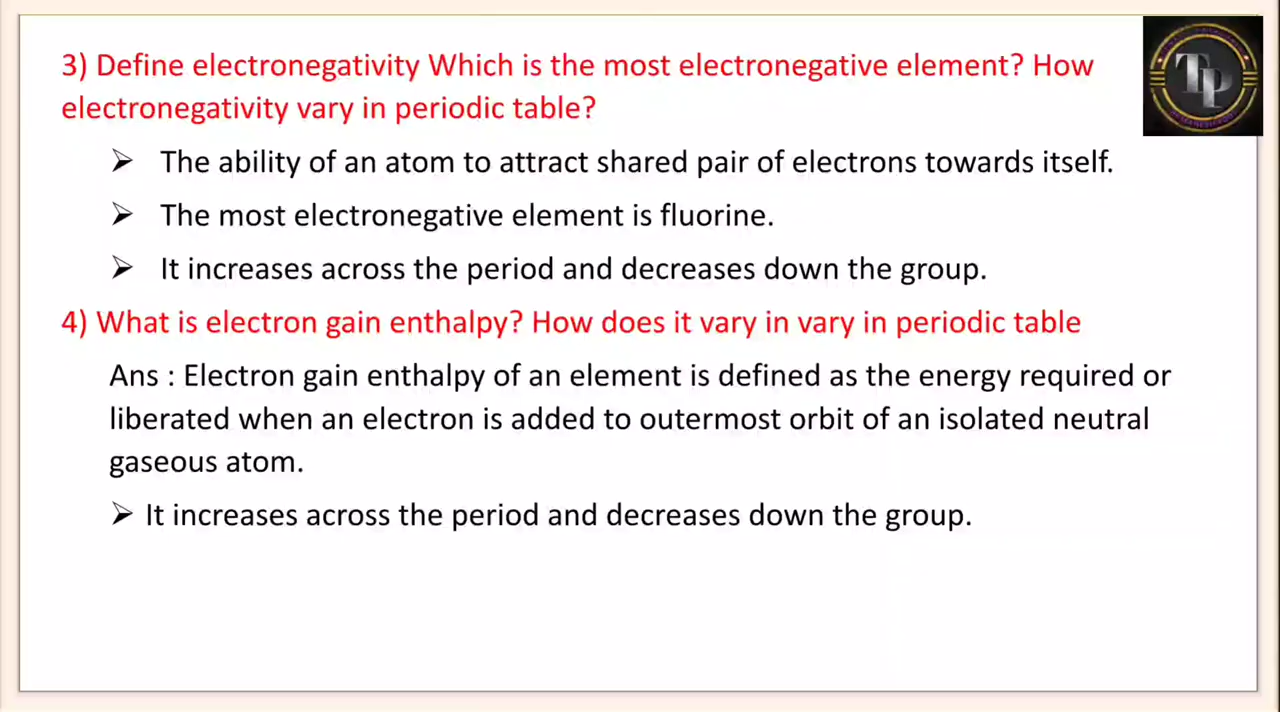 3) Define electronegativity Which is the most electronegative element? How
electronegativity vary in periodic table?
➤ The ability of an atom to attract shared pair of electrons towards itself.
➤ The most electronegative element is fluorine.
➤ It increases across the period and decreases down the group.
4) What is electron gain enthalpy? How does it vary in vary in periodic table
Ans : Electron gain enthalpy of an element is defined as the energy required or
liberated when an electron is added to outermost orbit of an isolated neutral
gaseous atom.
➤ It increases across the period and decreases down the group.
TP